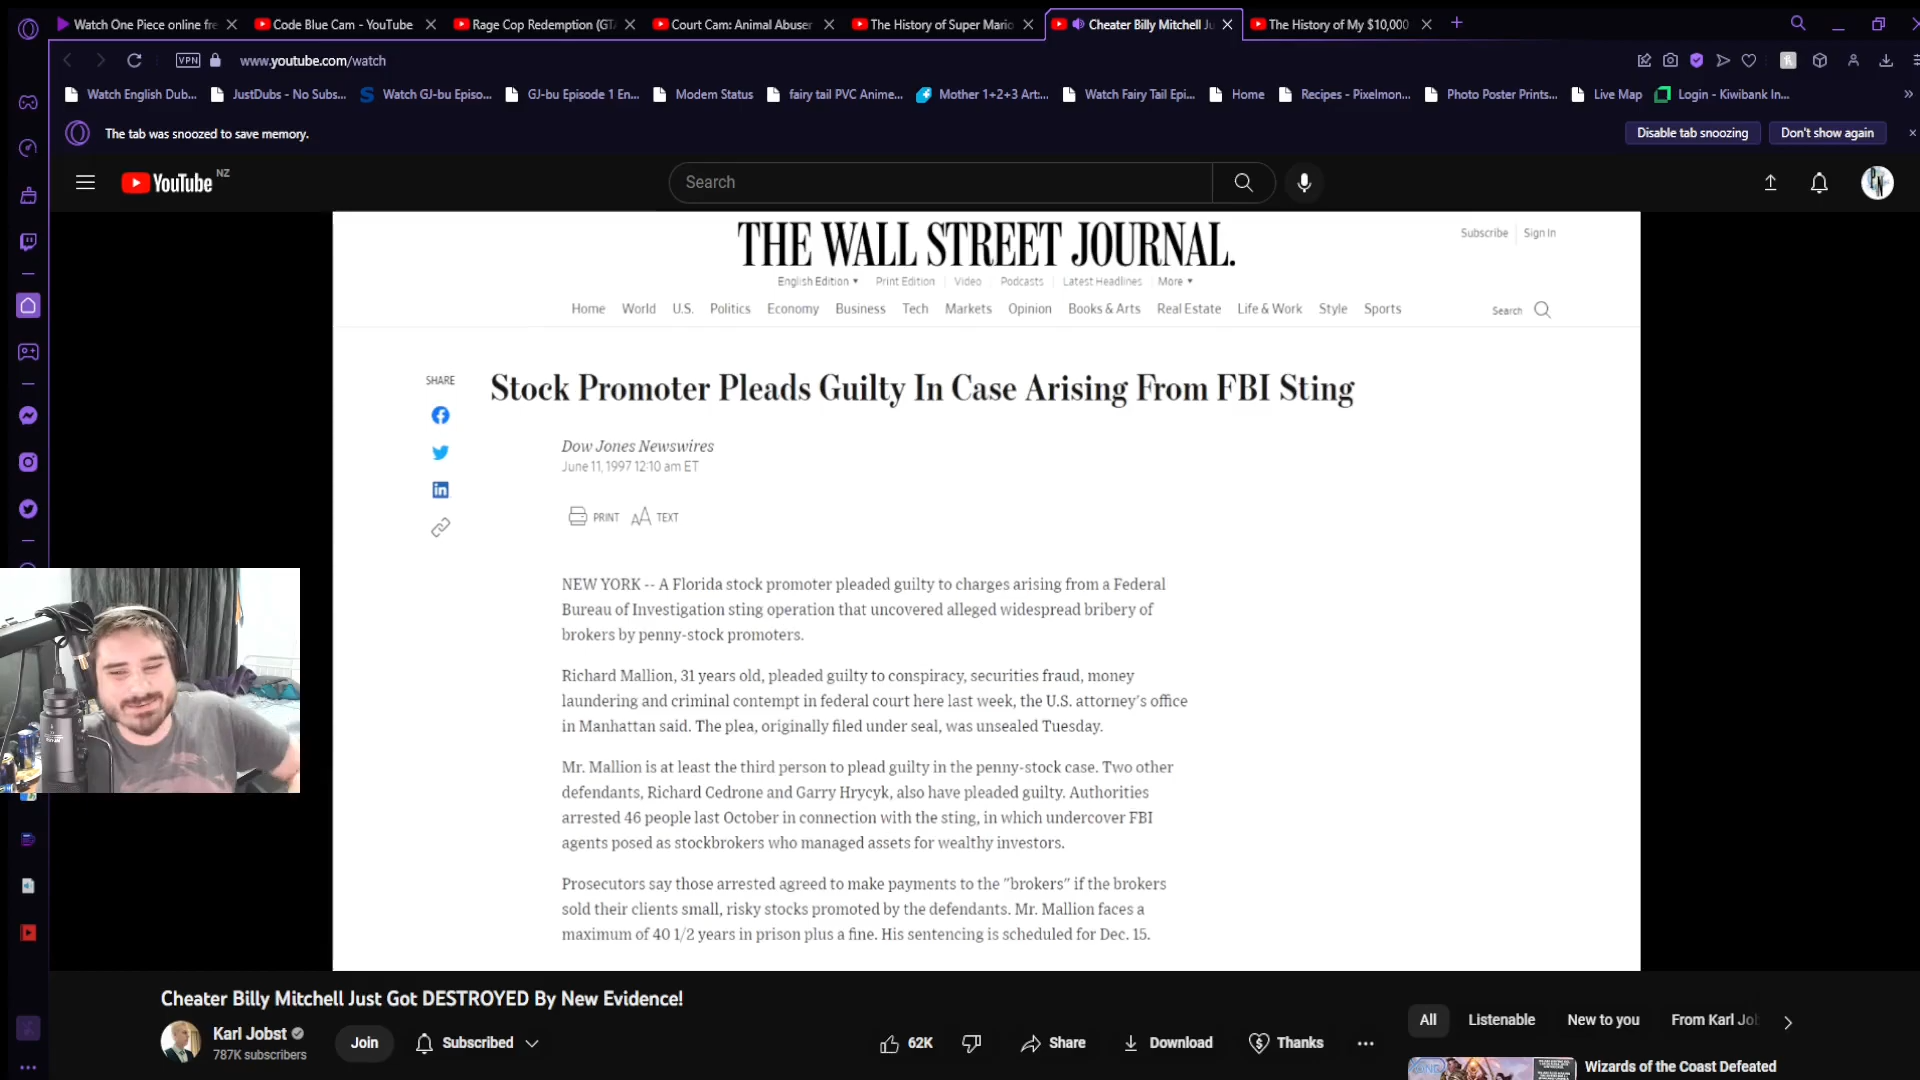 Watch One Piece online fre
Code Blue Cam - YouTube
Rage Cop Redemption (GT
Court Cam: Animal Abuser
The History of Super Mario
Cheater Billy Mitchell Ju
The History of My $10,000
VPN
www.youtube.com/watch
Watch English Dub...
JustDubs - No Subs...
Watch GJ-bu Episo...
GJ-bu Episode 1 En...
Modem Status
fairy tail PVC Anime...
Mother 1+2+3 Art:...
Watch Fairy Tail Epi...
Home
Recipes - Pixelmon...
Photo Poster Prints...
Live Map
Login - Kiwibank In...
The tab was snoozed to save memory.
Disable tab snoozing
Don't show again
YouTube NZ
Search
THE WALL STREET JOURNAL.
Subscribe
Sign In
English Edition
Print Edition
Video
Podcasts
Latest Headlines
More
Home
World
U.S.
Politics
Economy
Business
Tech
Markets
Opinion
Books & Arts
Real Estate
Life & Work
Style
Sports
Search
SHARE
Stock Promoter Pleads Guilty In Case Arising From FBI Sting
Dow Jones Newswires
June 11, 1997 12:10 am ET
PRINT
AA TEXT
NEW YORK -- A Florida stock promoter pleaded guilty to charges arising from a Federal
Bureau of Investigation sting operation that uncovered alleged widespread bribery of
brokers by penny-stock promoters.
Richard Mallion, 31 years old, pleaded guilty to conspiracy, securities fraud, money
laundering and criminal contempt in federal court here last week, the U.S. attorney's office
in Manhattan said. The plea, originally filed under seal, was unsealed Tuesday.
Mr. Mallion is at least the third person to plead guilty in the penny-stock case. Two other
defendants, Richard Cedrone and Garry Hrycyk, also have pleaded guilty. Authorities
arrested 46 people last October in connection with the sting, in which undercover FBI
agents posed as stockbrokers who managed assets for wealthy investors.
Prosecutors say those arrested agreed to make payments to the "brokers" if the brokers
sold their clients small, risky stocks promoted by the defendants. Mr. Mallion faces a
maximum of 40 1/2 years in prison plus a fine. His sentencing is scheduled for Dec. 15.
Cheater Billy Mitchell Just Got DESTROYED By New Evidence!
Karl Jobst
787K subscribers
Join
Subscribed
62K
Share
Download
Thanks
All
Listenable
New to you
From Karl Job
Wizards of the Coast Defeated